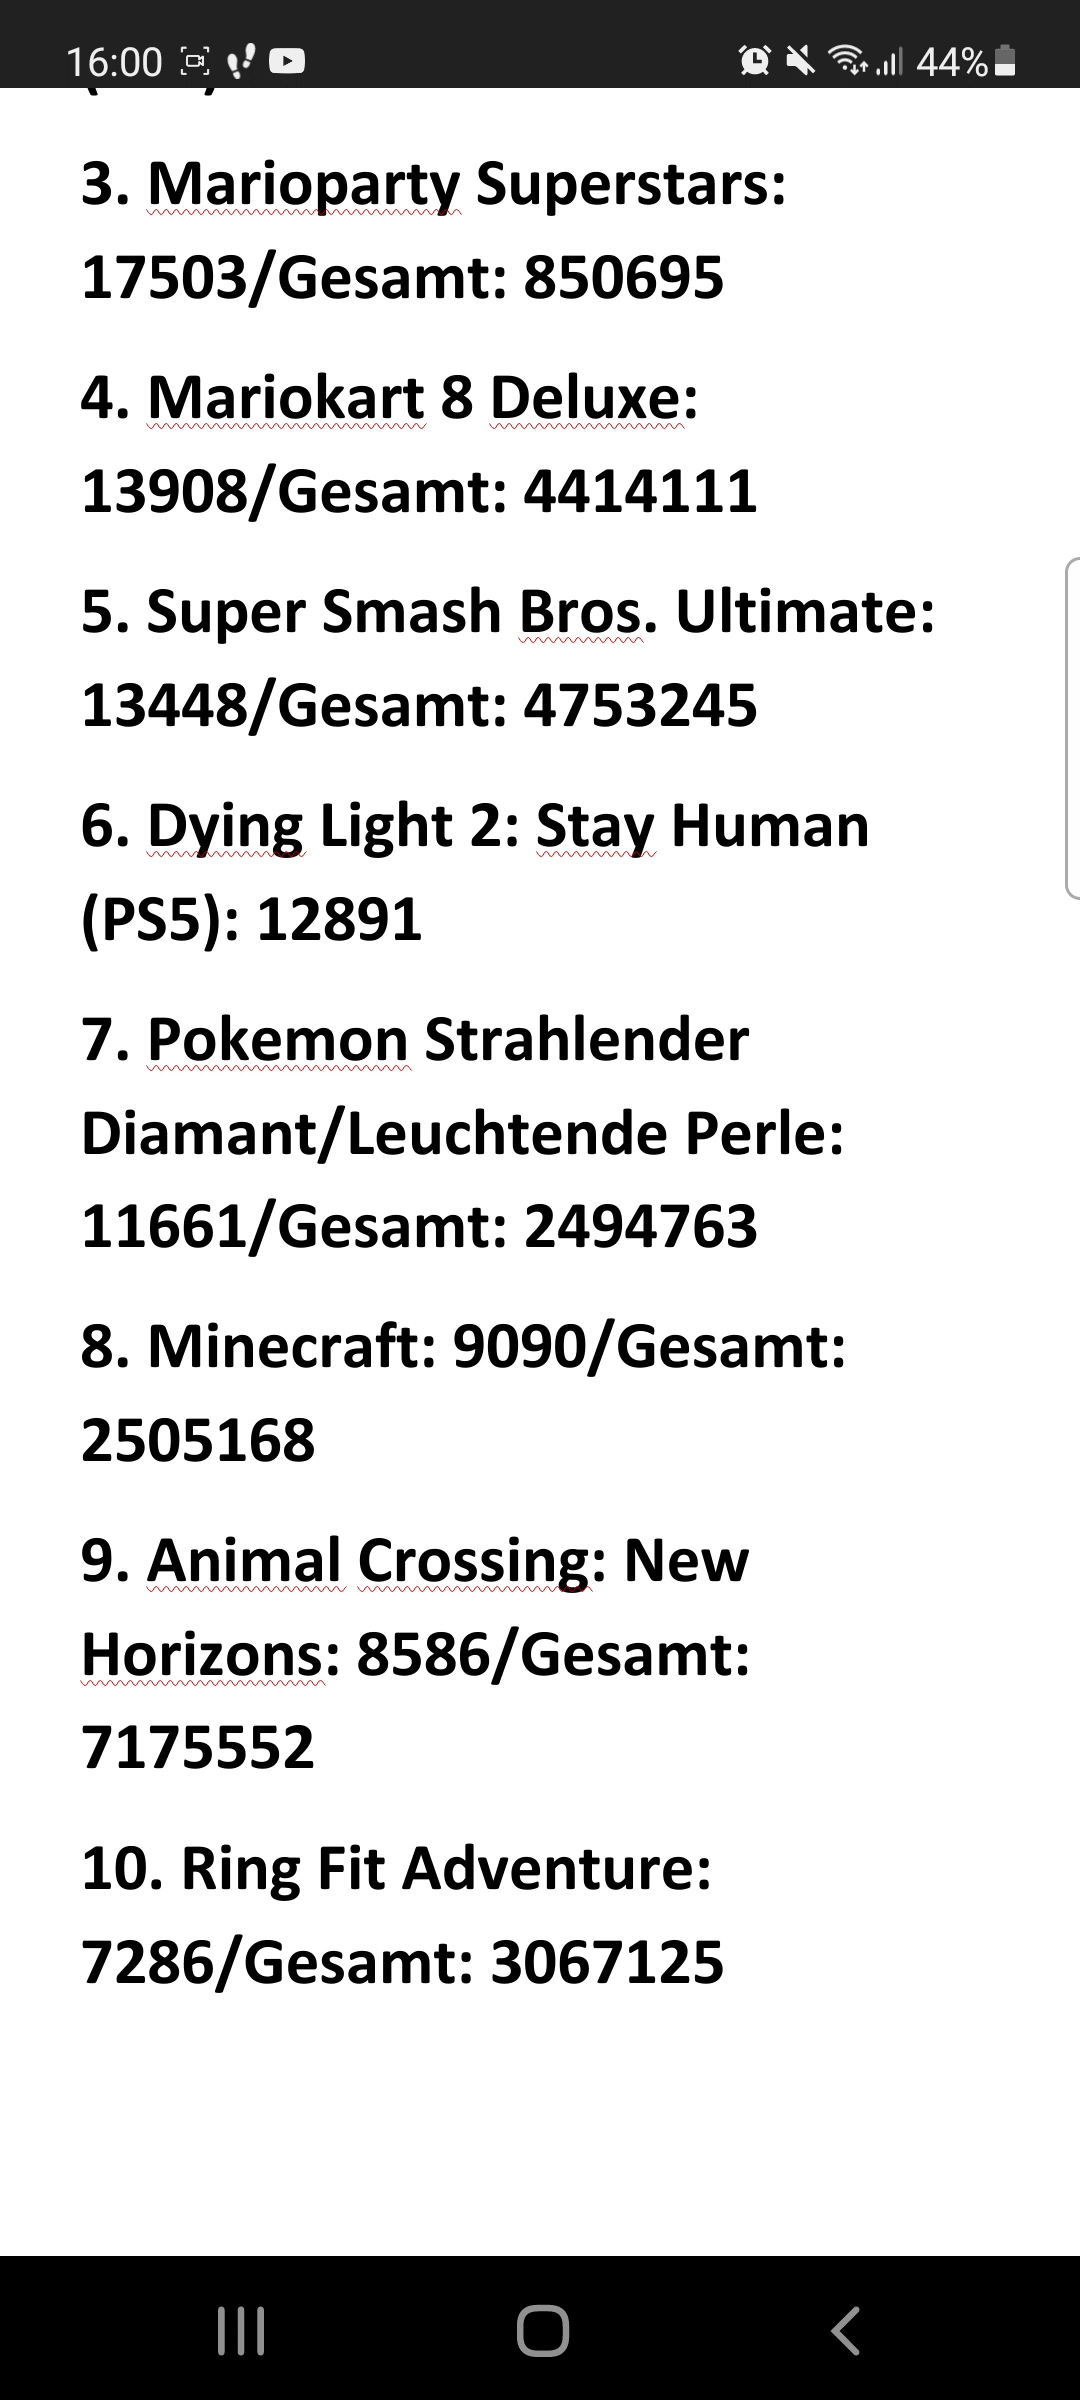 16:00 44%
3. Marioparty Superstars:
17503/Gesamt: 850695
4. Mariokart 8 Deluxe:
13908/Gesamt: 4414111
5. Super Smash Bros. Ultimate:
13448/Gesamt: 4753245
6. Dying Light 2: Stay Human
(PS5): 12891
7. Pokemon Strahlender
Diamant/Leuchtende Perle:
11661/Gesamt: 2494763
8. Minecraft: 9090/Gesamt:
2505168
9. Animal Crossing: New
Horizons: 8586/Gesamt:
7175552
10. Ring Fit Adventure:
7286/Gesamt: 3067125